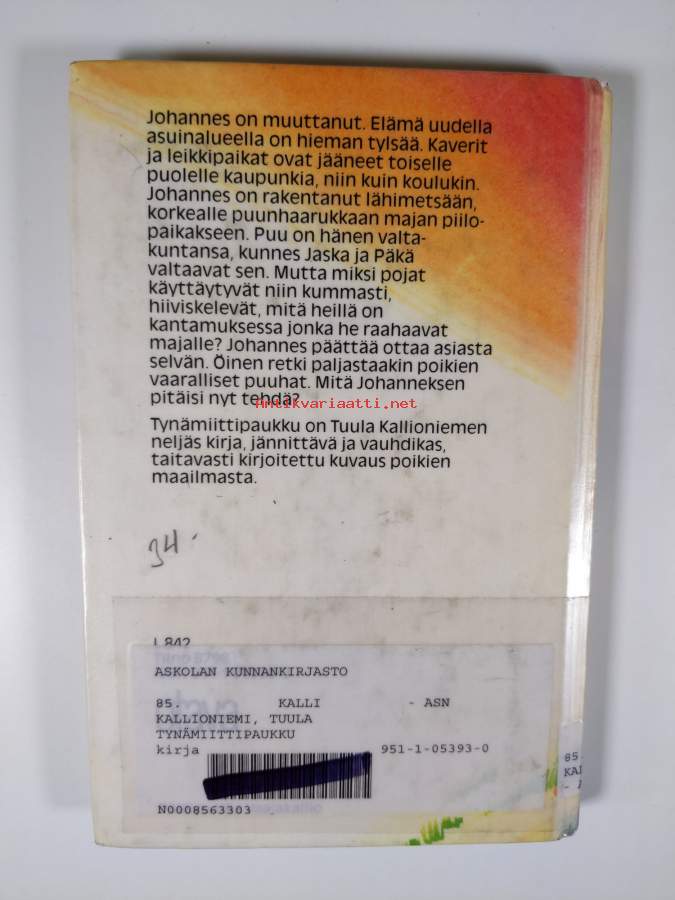 Johannes on muuttanut. Elämä uudella
asuinalueella on hieman tylsää. Kaverit
ja leikkipaikat ovat jääneet toiselle
puolelle kaupunkia, niin kuin koulukin.
Johannes on rakentanut lähimetsään,
korkealle puunhaarukkaan majan piilo-
paikakseen. Puu on hänen valta-
kuntansa, kunnes Jaska ja Päkä
valtaavat sen. Mutta miksi pojat
käyttäytyvät niin kummasti,
hiiviskelevät, mitä heillä on
kantamuksessa jonka he raahaavat
majalle? Johannes päättää ottaa asiasta
selvän. Öinen retki paljastaakin poikien
vaaralliset puuhat. Mitä Johanneksen
pitäisi nyt tehdä?
Antikvariaatti.net
Tynämiittipaukku on Tuula Kallioniemen
neljäs kirja, jännittävä ja vauhdikas,
taitavasti kirjoitettu kuvaus poikien
maailmasta.
34.
L 842
ASKOLAN KUNNANKIRJASTO
85. KALLI - ASN
KALLIONIEMI, TUULA
TYNÄMIITTIPAUKKU
kirja 951-1-05393-0
N0008563303
85.